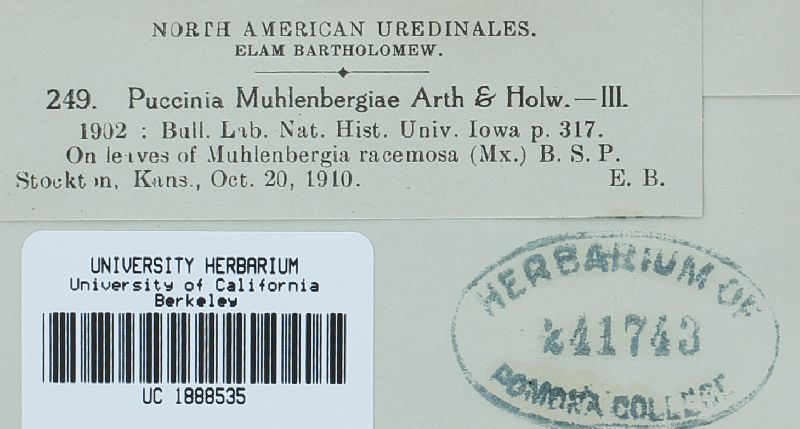 NORTH AMERICAN UREDINALES.
ELAM BARTHOLOMEW.
249. Puccinia Muhlenbergiae Arth & Holw.—III.
1902 : Bull. Lab. Nat. Hist. Univ. Iowa p. 317.
On leaves of Muhlenbergia racemosa (Mx.) B. S. P.
Stockton, Kans., Oct. 20, 1910. E. B.
UNIVERSITY HERBARIUM
University of California
Berkeley
UC 1888535
HERBARIUM OF
241743
POMONA COLLEGE